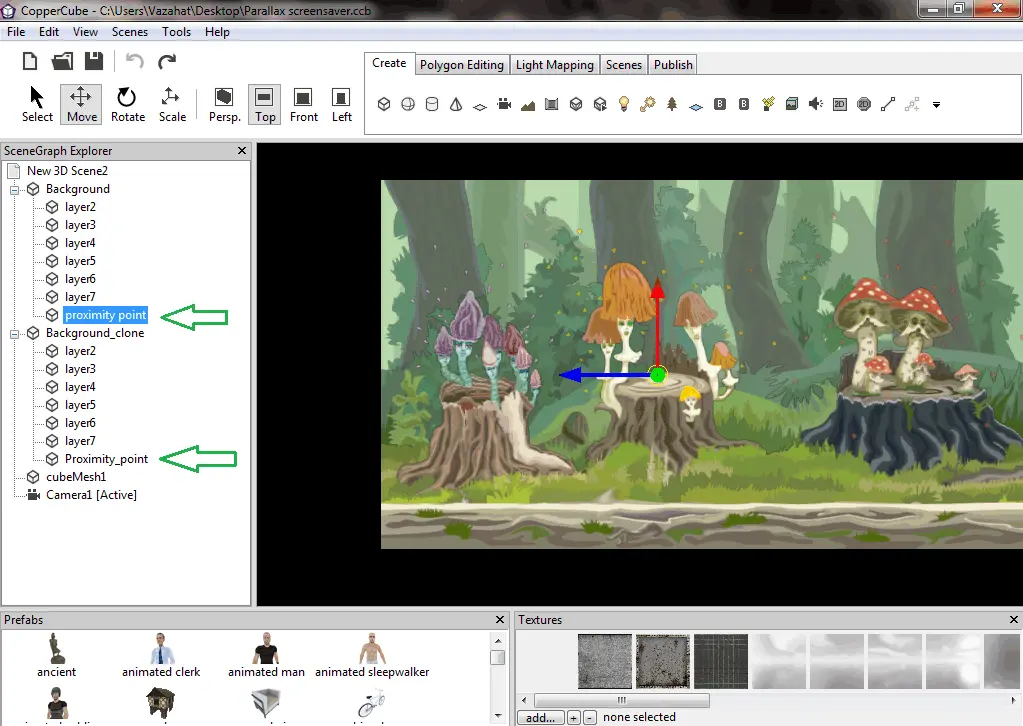 CopperCube - C:\Users\Vazahat\Desktop\Parallax screensaver.ccb
File Edit View Scenes Tools Help
Create Polygon Editing Light Mapping Scenes Publish
Select Move Rotate Scale Persp. Top Front Left
B B 2D 2D
SceneGraph Explorer
New 3D Scene2
Background
layer2
layer3
layer4
layer5
layer6
layer7
proximity point
Background_clone
layer2
layer3
layer4
layer5
layer6
layer7
Proximity_point
cubeMesh1
Camera1 [Active]
Prefabs
ancient animated clerk animated man animated sleepwalker
Textures
add... + - none selected